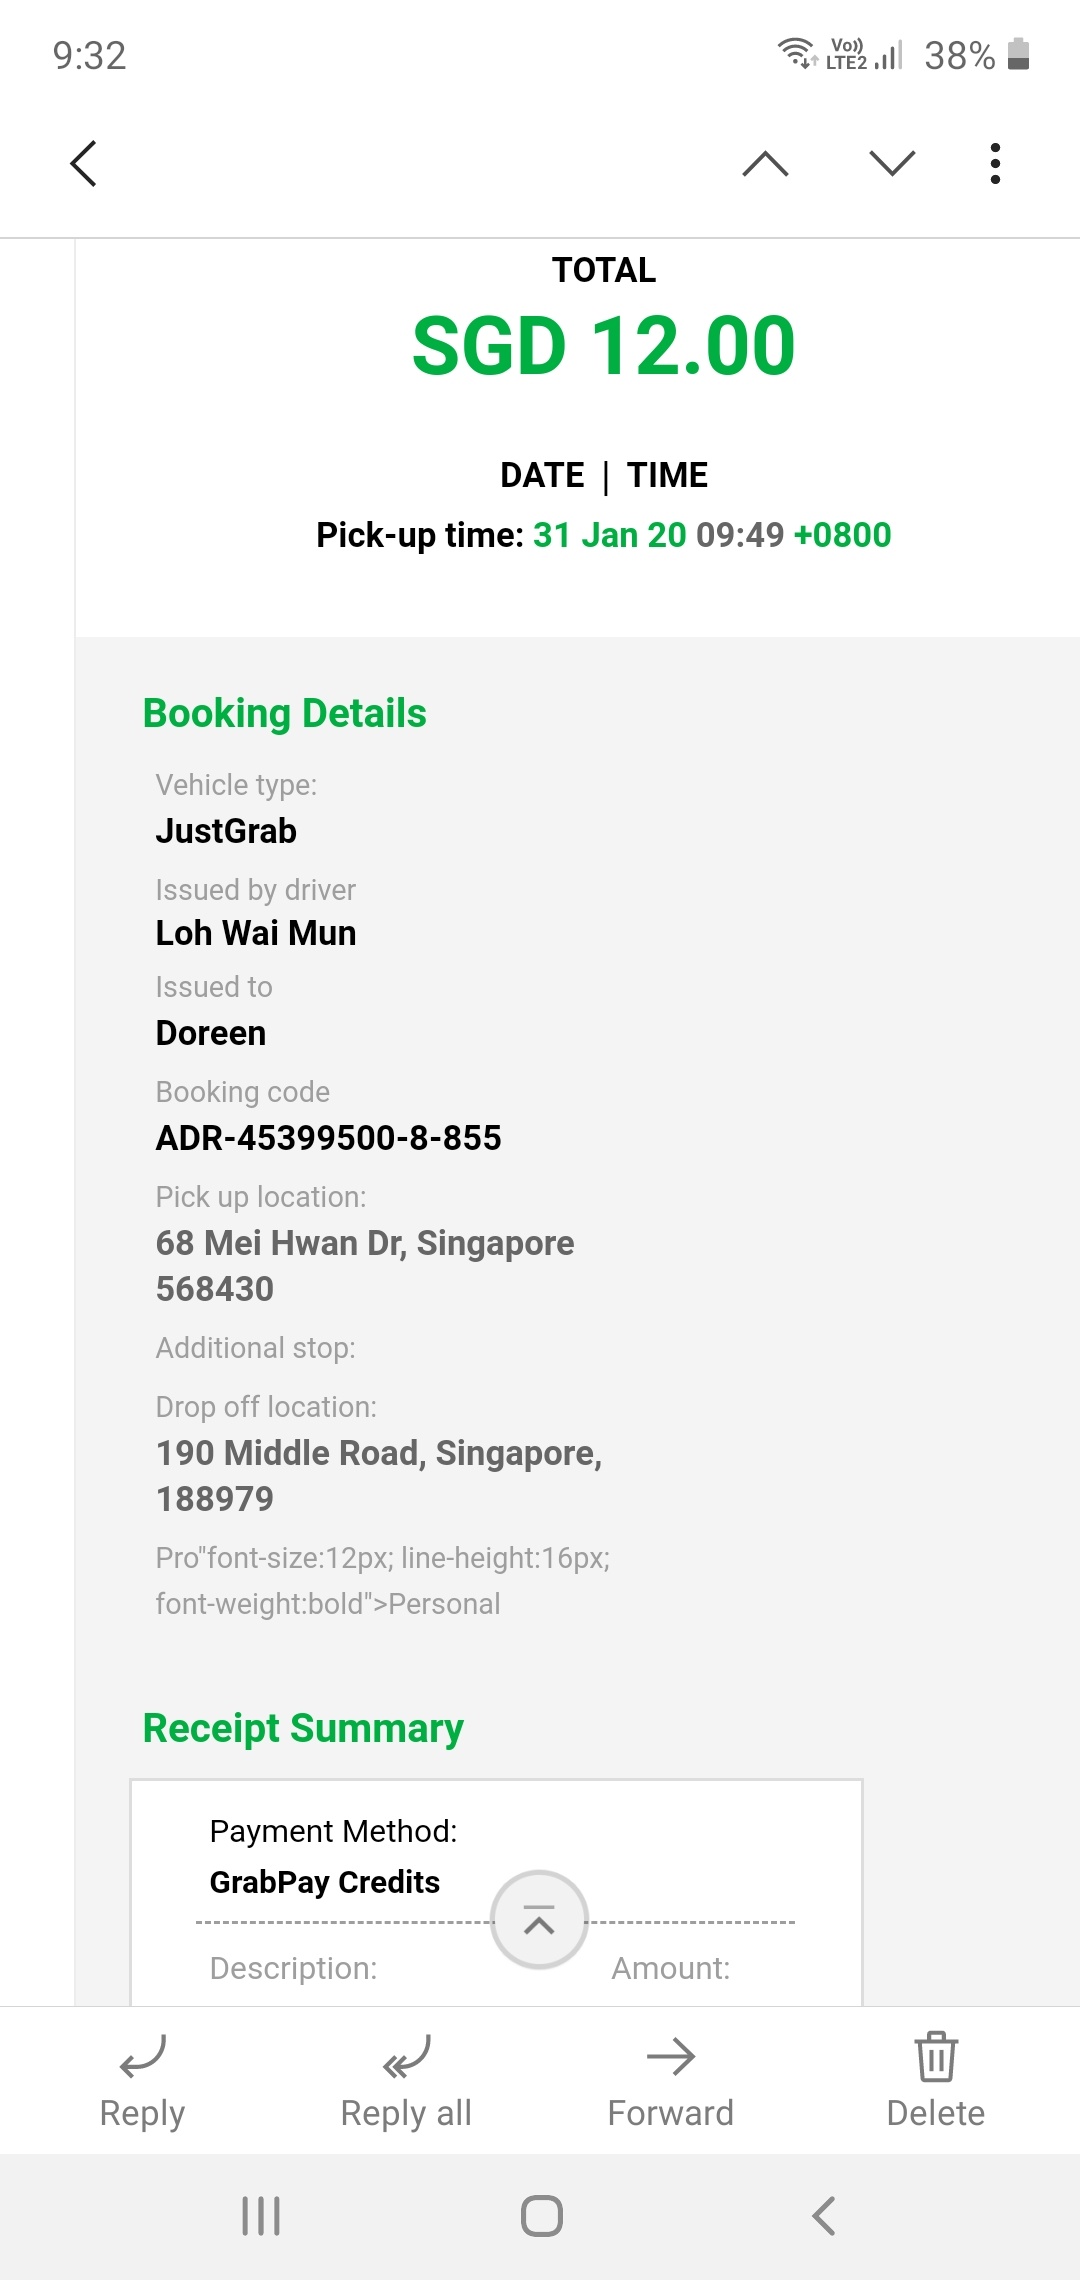 9:32
Vo))
LTE2
38%
TOTAL
SGD 12.00
DATE | TIME
Pick-up time: 31 Jan 20 09:49 +0800
Booking Details
Vehicle type:
JustGrab
Issued by driver
Loh Wai Mun
Issued to
Doreen
Booking code
ADR-45399500-8-855
Pick up location:
68 Mei Hwan Dr, Singapore
568430
Additional stop:
Drop off location:
190 Middle Road, Singapore,
188979
Pro"font-size:12px; line-height:16px;
font-weight:bold">Personal
Receipt Summary
Payment Method:
GrabPay Credits
Description: Amount:
Reply Reply all Forward Delete